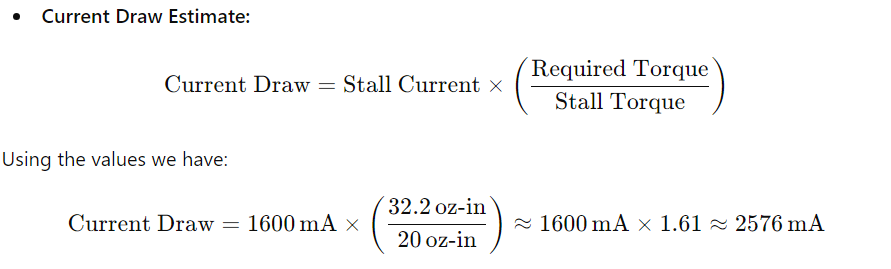 • Current Draw Estimate:
Current Draw = Stall Current × (Required Torque / Stall Torque)
Using the values we have:
Current Draw = 1600 mA × (32.2 oz-in / 20 oz-in) ≈ 1600 mA × 1.61 ≈ 2576 mA